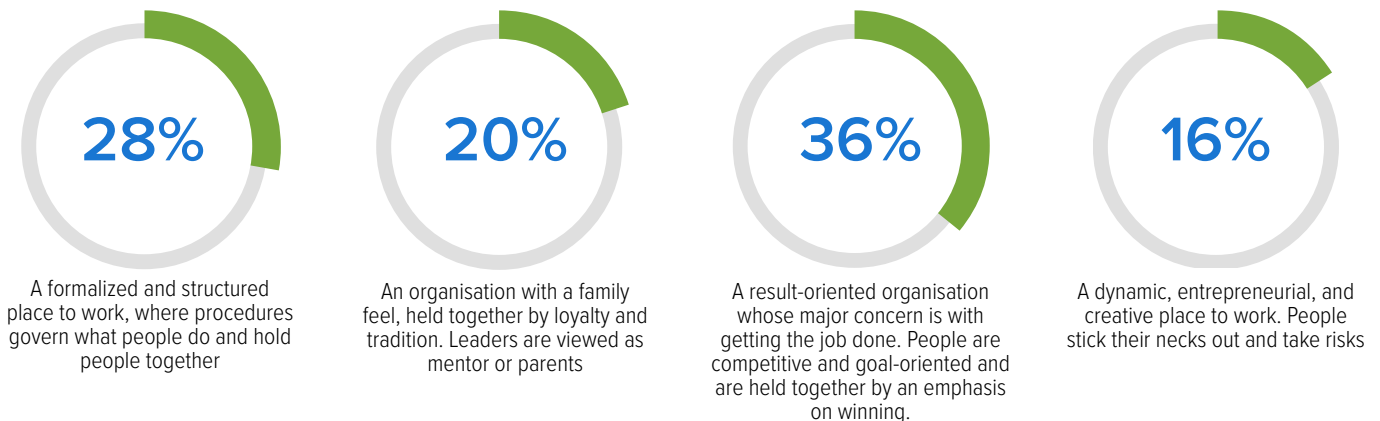 28%
A formalized and structured
place to work, where procedures
govern what people do and hold
people together
20%
An organisation with a family
feel, held together by loyalty and
tradition. Leaders are viewed as
mentor or parents
36%
A result-oriented organisation
whose major concern is with
getting the job done. People are
competitive and goal-oriented and
are held together by an emphasis
on winning.
16%
A dynamic, entrepreneurial, and
creative place to work. People
stick their necks out and take risks